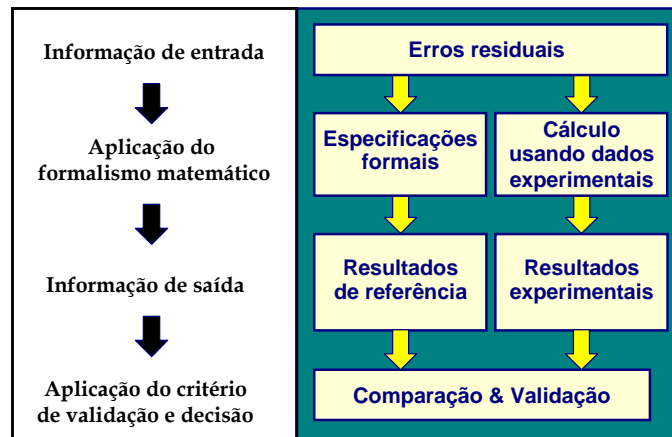 Informação de entrada
Aplicação do
formalismo matemático
Informação de saída
Aplicação do critério
de validação e decisão
Erros residuais
Especificações
formais
Cálculo
usando dados
experimentais
Resultados
de referência
Resultados
experimentais
Comparação & Validação